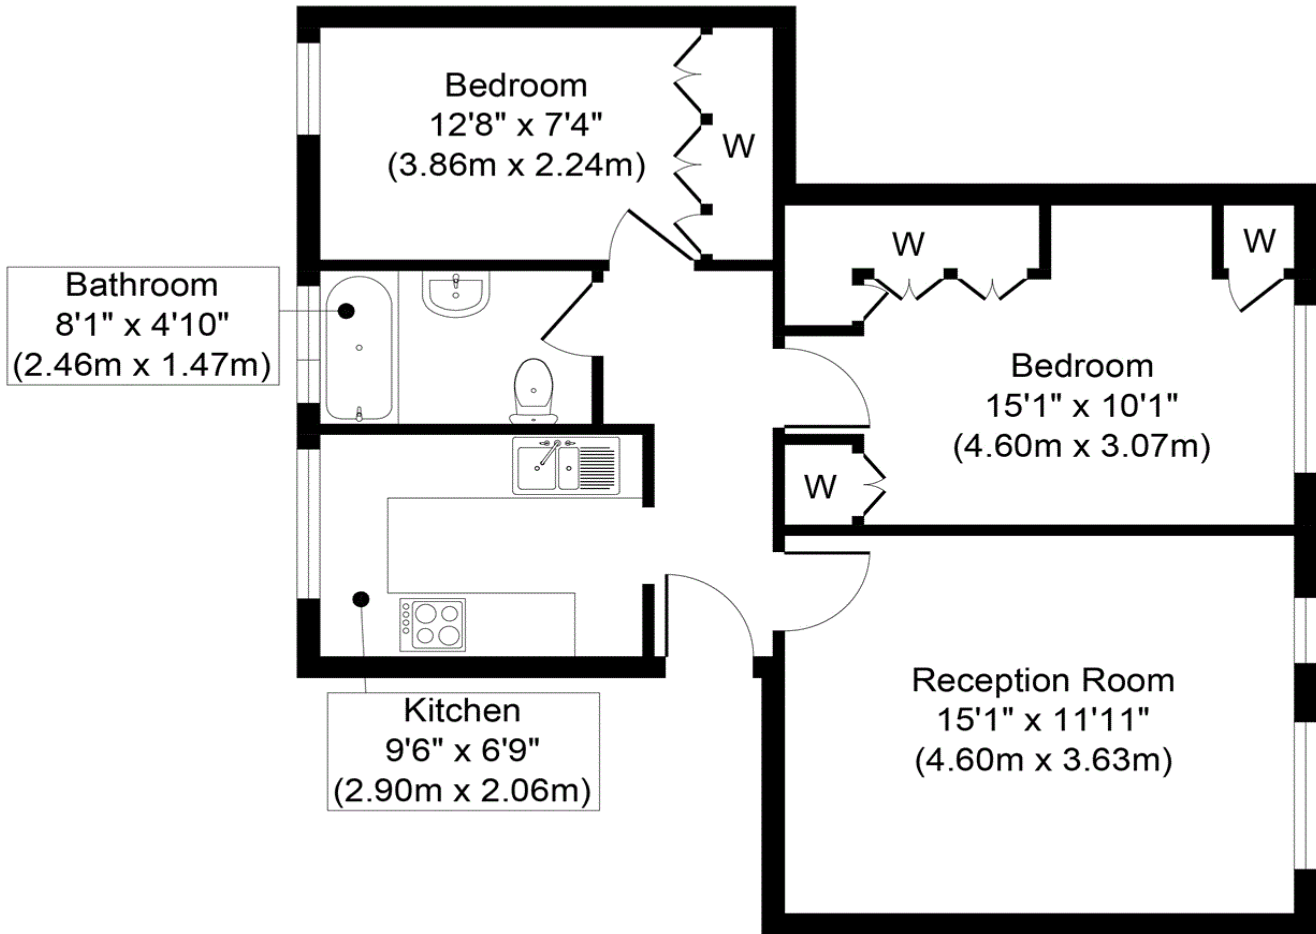 Bedroom
12'8" x 7'4"
(3.86m x 2.24m)
W
W
W
Bathroom
8'1" x 4'10"
(2.46m x 1.47m)
Bedroom
15'1" x 10'1"
(4.60m x 3.07m)
W
Reception Room
15'1" x 11'11"
(4.60m x 3.63m)
Kitchen
9'6" x 6'9"
(2.90m x 2.06m)